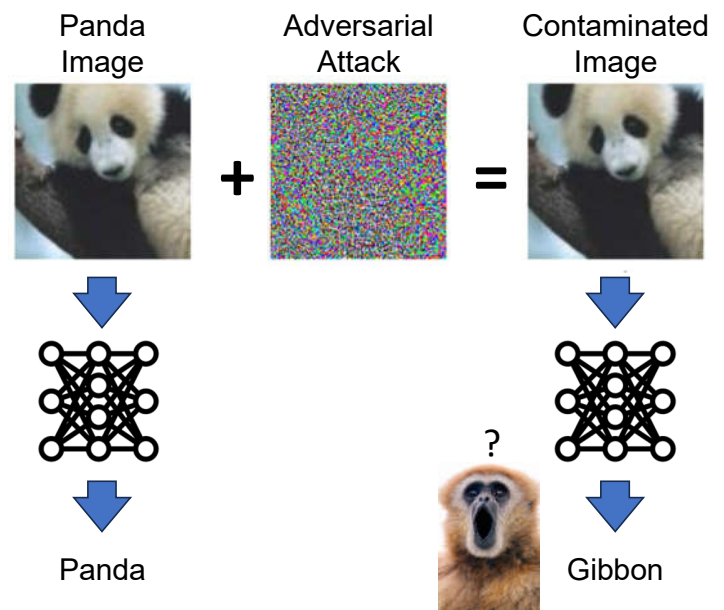 Panda
Image
Adversarial
Attack
Contaminated
Image
+
=
?
Panda
Gibbon